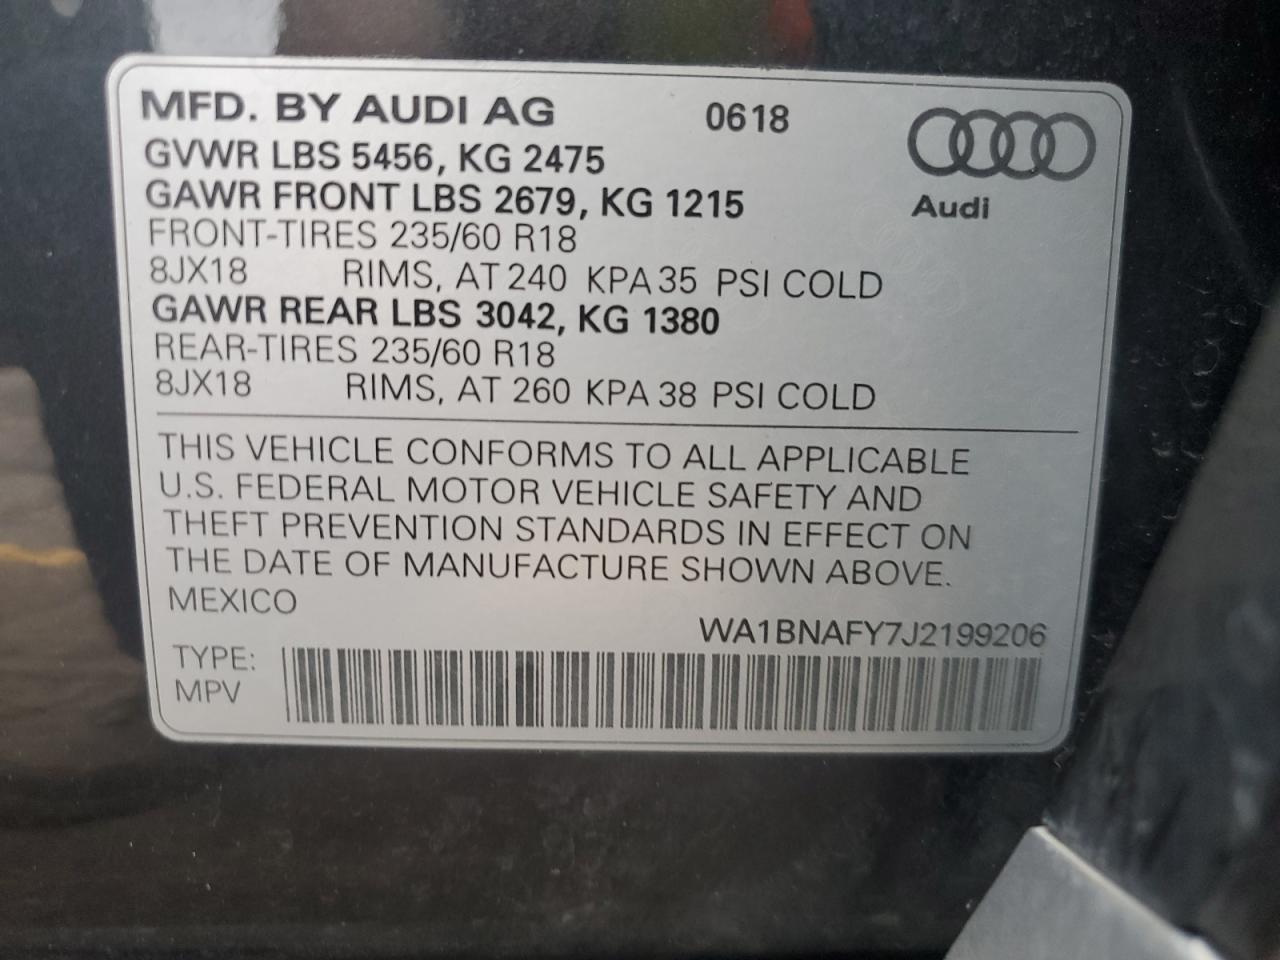 MFD. BY AUDI AG 0618
GVWR LBS 5456, KG 2475
GAWR FRONT LBS 2679, KG 1215
Audi
FRONT-TIRES 235/60 R18
8JX18 RIMS, AT 240 KPA 35 PSI COLD
GAWR REAR LBS 3042, KG 1380
REAR-TIRES 235/60 R18
8JX18 RIMS, AT 260 KPA 38 PSI COLD
THIS VEHICLE CONFORMS TO ALL APPLICABLE
U.S. FEDERAL MOTOR VEHICLE SAFETY AND
THEFT PREVENTION STANDARDS IN EFFECT ON
THE DATE OF MANUFACTURE SHOWN ABOVE.
MEXICO
WA1BNAFY7J2199206
TYPE:
MPV